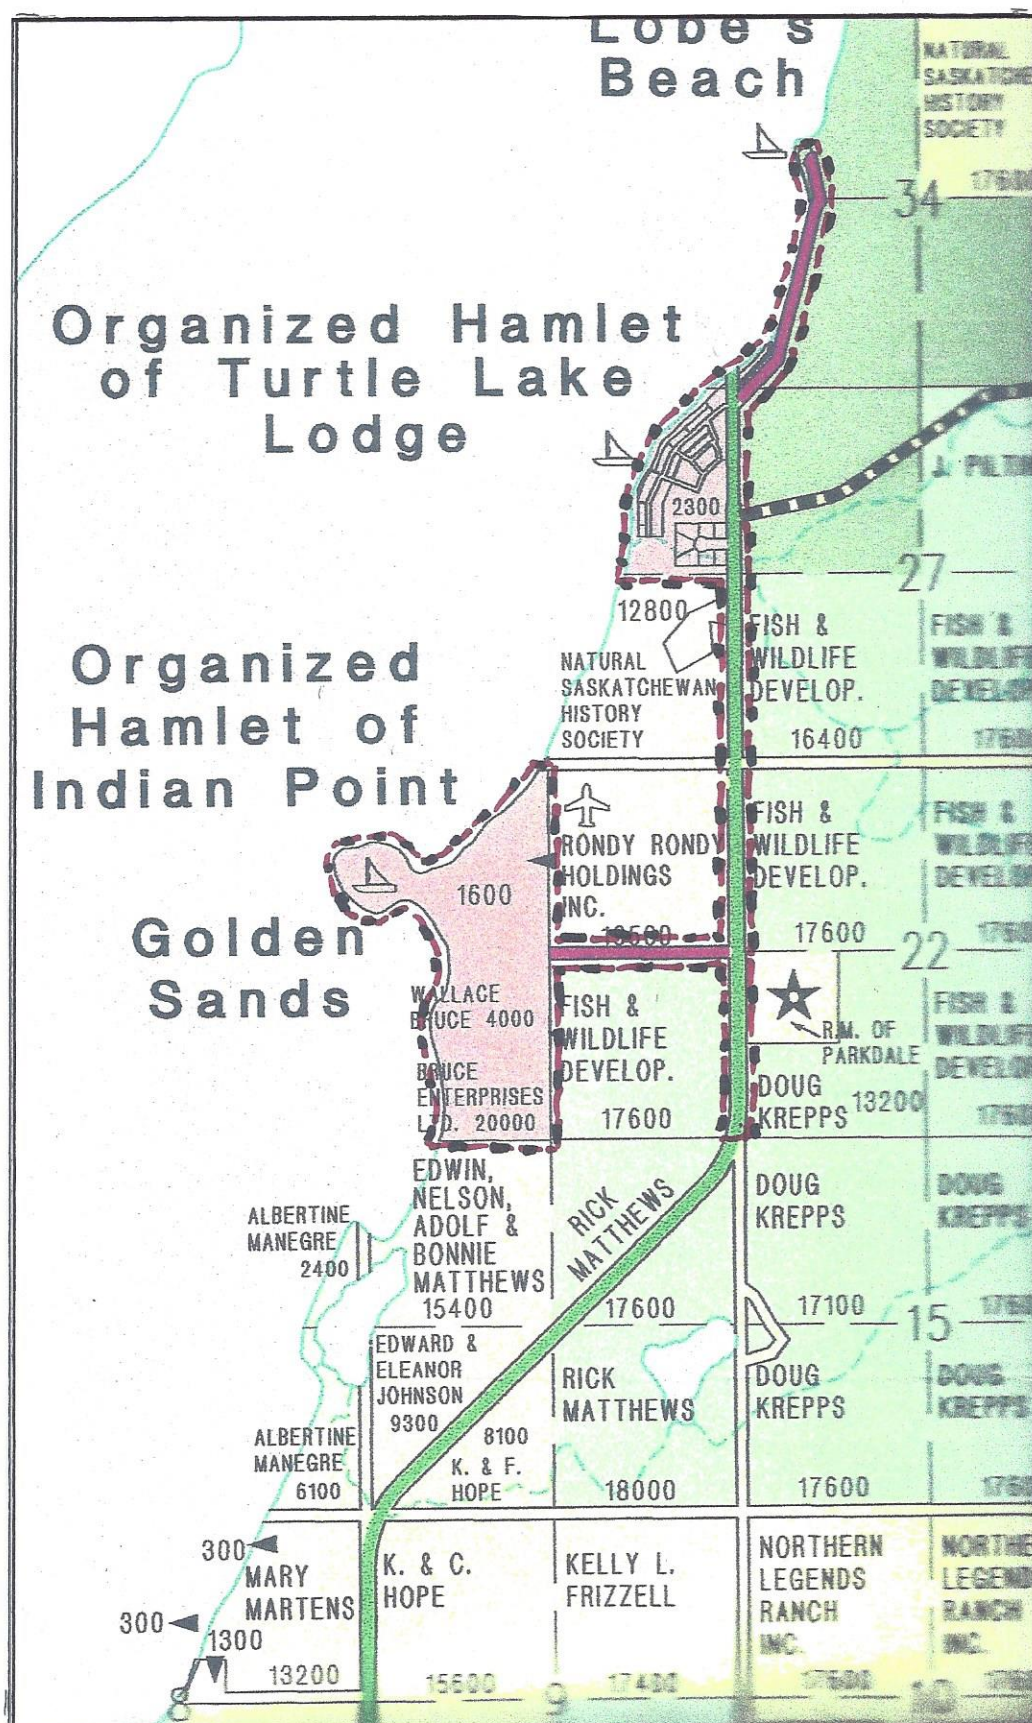 Lobe's
Beach
NATURAL
HISTORY
SOCIETY
34
Organized Hamlet
of Turtle Lake
Lodge
2300
27
12800
NATURAL
SASKATCHEWAN
HISTORY
SOCIETY
FISH &
WILDLIFE
DEVELOP.
16400
FISH &
Organized
Hamlet of
Indian Point
RONDY RONDY
HOLDINGS
INC.
FISH &
WILDLIFE
DEVELOP.
17600
FISH &
1600
22
Golden
Sands
WALLACE
BRUCE 4000
BRUCE
ENTERPRISES
LTD. 20000
FISH &
WILDLIFE
DEVELOP.
17600
R.M. OF
PARKDALE
DOUG
KREPPS 13200
FISH &
EDWIN,
NELSON,
ADOLF &
BONNIE
MATTHEWS
15400
ALBERTINE
MANEGRE
2400
RICK
MATTHEWS
17600
DOUG
KREPPS
17100
DOUG
KREPPS
15
EDWARD &
ELEANOR
JOHNSON
9300
ALBERTINE
MANEGRE
6100
8100
K. & F.
HOPE
RICK
MATTHEWS
18000
DOUG
KREPPS
17600
DOUG
KREPPS
300
MARY
MARTENS
300
1300
13200
K. & C.
HOPE
15600
KELLY L.
FRIZZELL
17400
NORTHERN
LEGENDS
RANCH
INC.
17600
RANCH
INC.
8
9
10